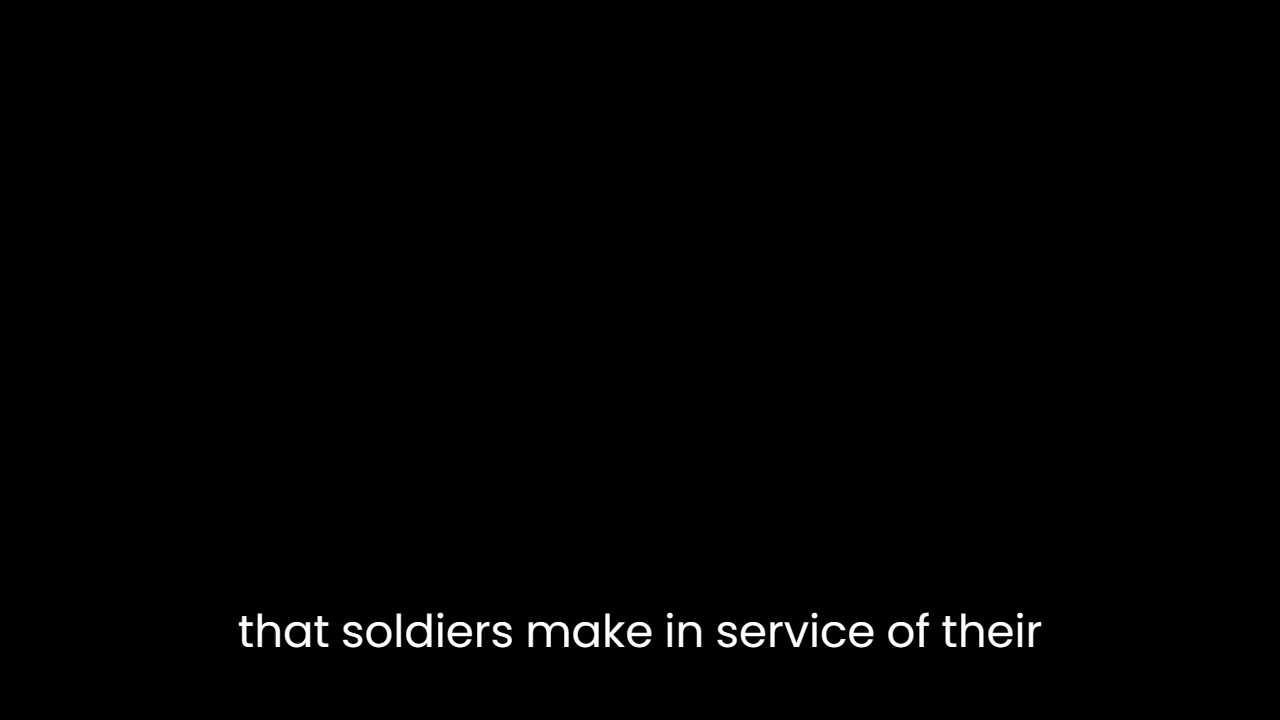 that soldiers make in service of their